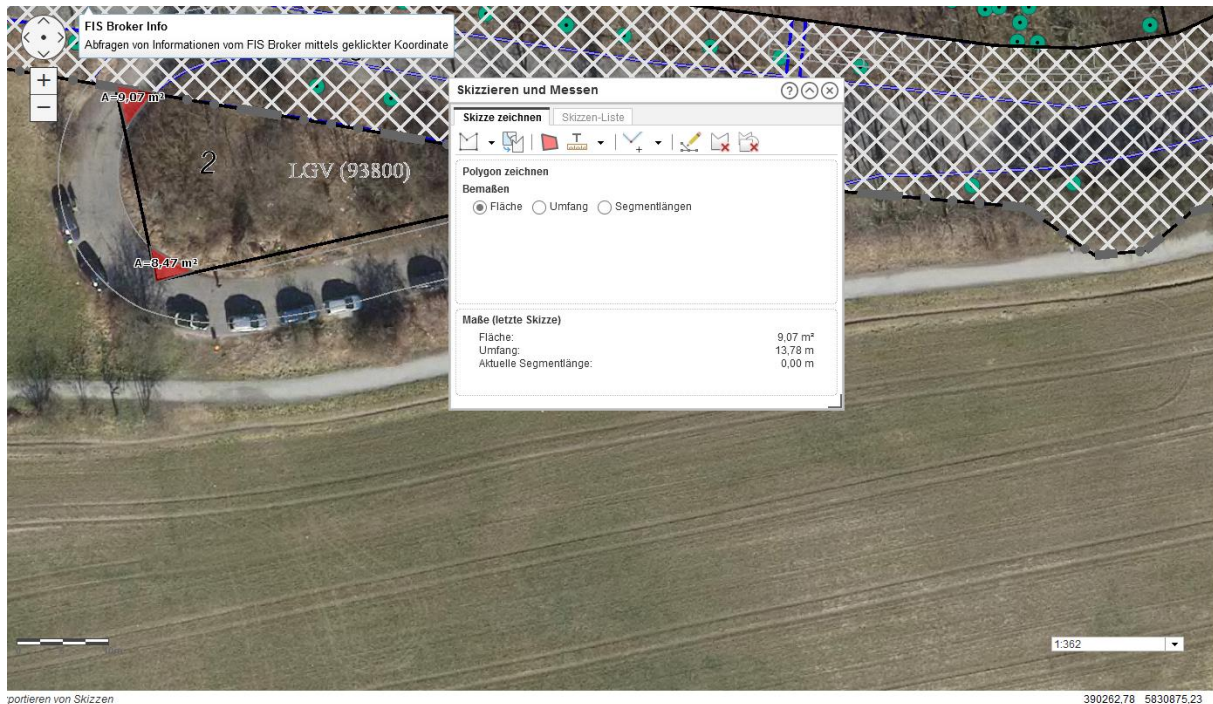 FIS Broker Info
Abfragen von Informationen vom FIS Broker mittels geklickter Koordinate
A=9,07 m²
2
LGV (93800)
A=8,47 m²
Skizzieren und Messen
Skizze zeichnen
Skizzen-Liste
Polygon zeichnen
Bemaßen
Fläche
Umfang
Segmentlängen
Maße (letzte Skizze)
Fläche: 9,07 m²
Umfang: 13,78 m
Aktuelle Segmentlänge: 0,00 m
1:362
portieren von Skizzen
390262,78 5830875,23